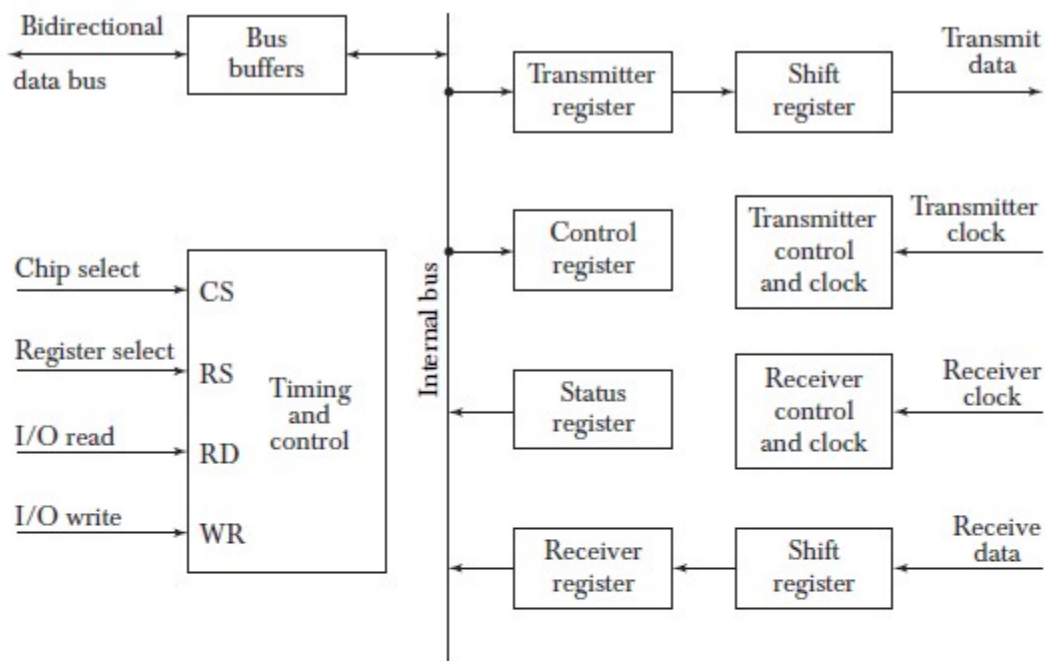 Bidirectional
data bus
Bus
buffers
Transmitter
register
Shift
register
Transmit
data
Control
register
Transmitter
control
and clock
Transmitter
clock
Internal bus
Chip select
CS
Register select
RS
Timing
and
control
I/O read
RD
I/O write
WR
Status
register
Receiver
control
and clock
Receiver
clock
Receiver
register
Shift
register
Receive
data